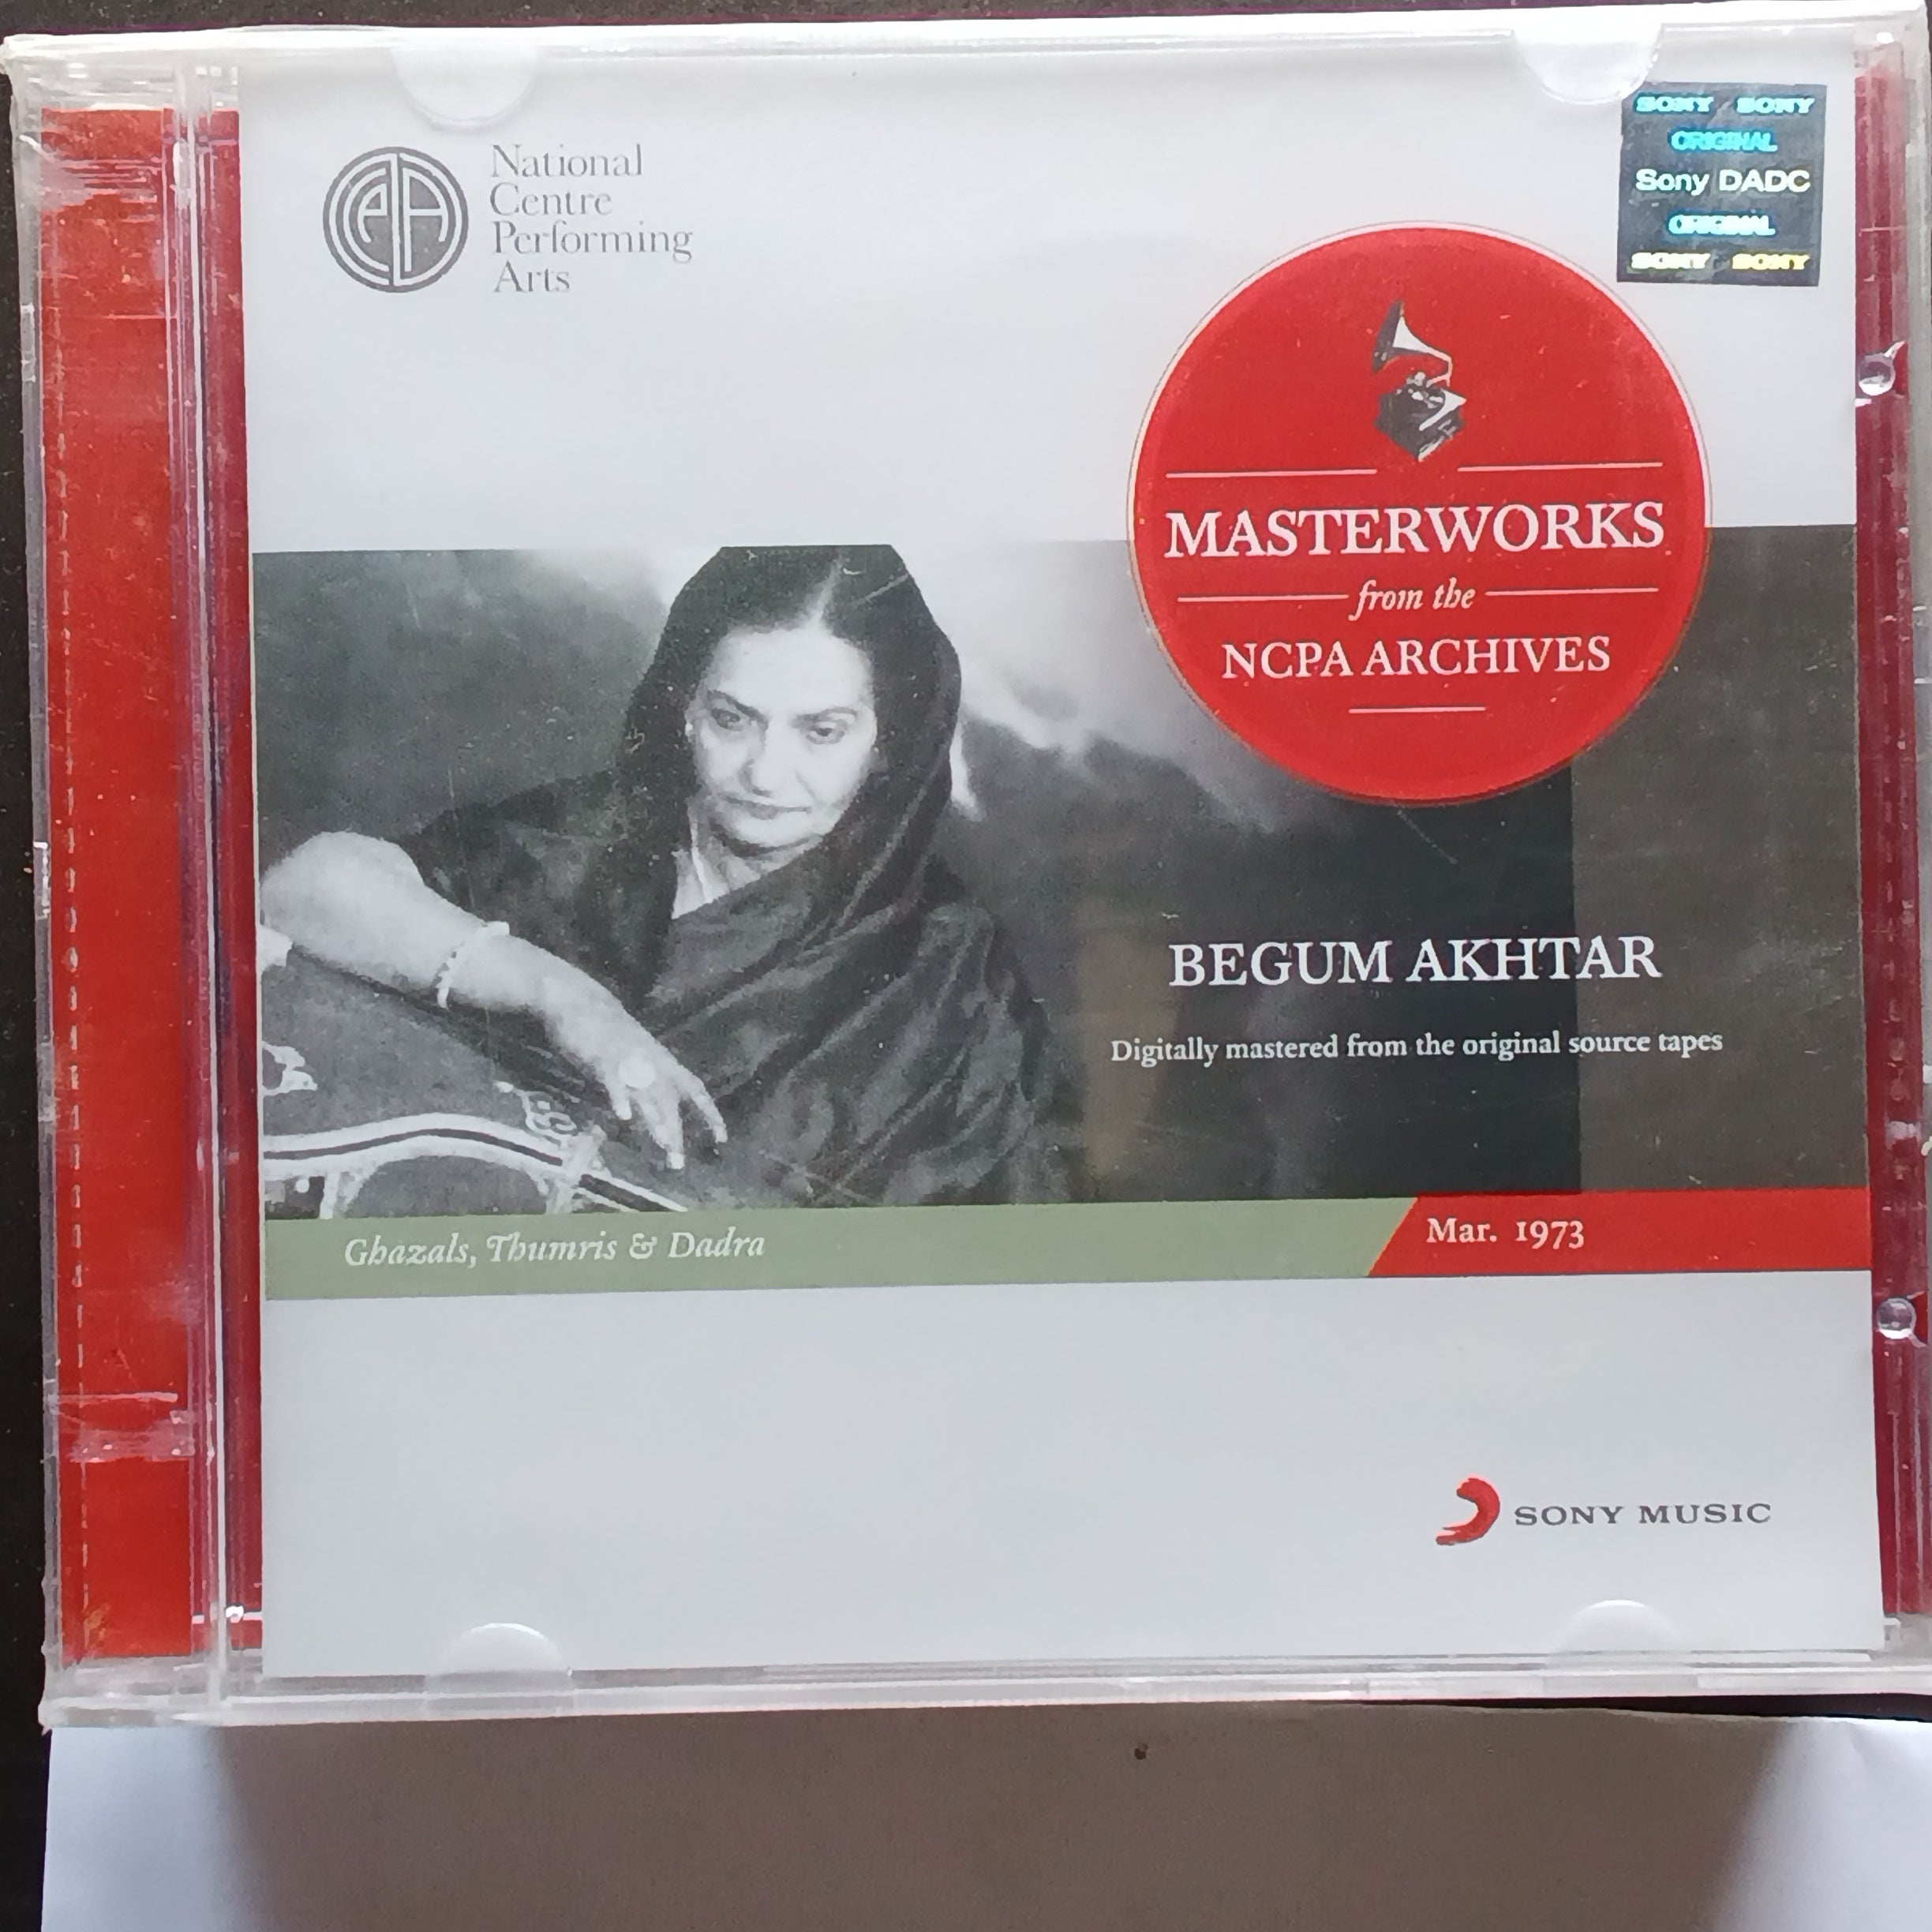 National
Centre
Performing
Arts
SONY SONY
ORIGINAL
Sony DADC
ORIGINAL
SONY SONY
MASTERWORKS
from the
NCPA ARCHIVES
BEGUM AKHTAR
Digitally mastered from the original source tapes
Ghazals, Thumris & Dadra
Mar. 1973
SONY MUSIC